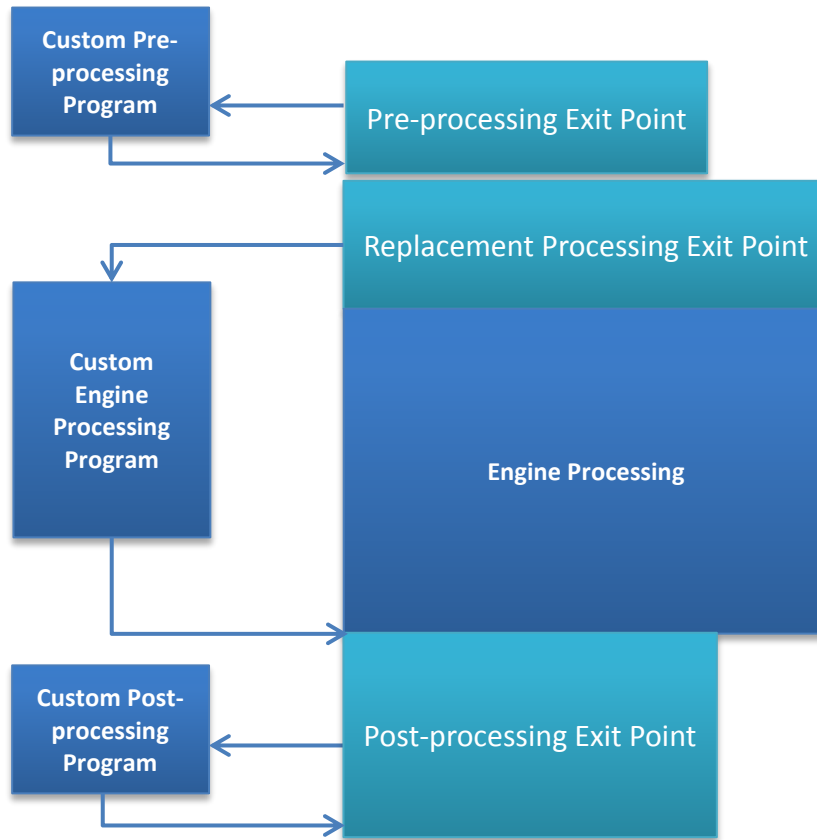 Custom Pre-
processing
Program
Pre-processing Exit Point
Replacement Processing Exit Point
Custom
Engine
Processing
Program
Engine Processing
Custom Post-
processing
Program
Post-processing Exit Point